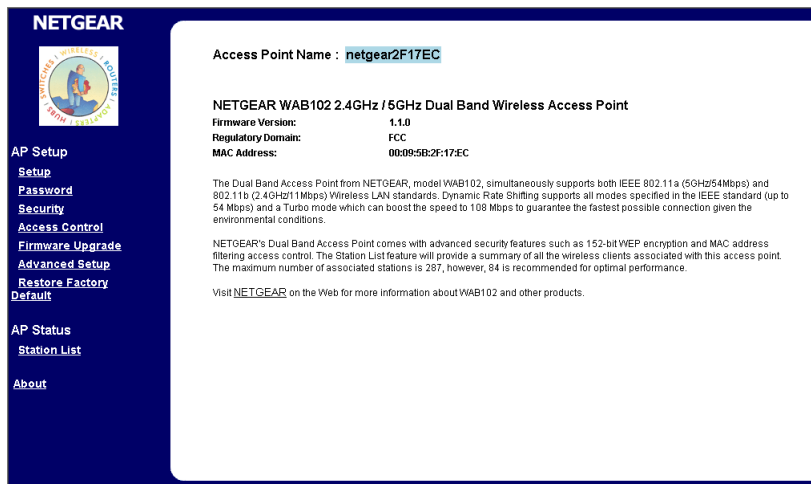 NETGEAR
SWITCHES | WIRELESS | ROUTERS | ADAPTERS | HUBS |
AP Setup
Setup
Password
Security
Access Control
Firmware Upgrade
Advanced Setup
Restore Factory
Default
AP Status
Station List
About
Access Point Name : netgear2F17EC
NETGEAR WAB102 2.4GHz / 5GHz Dual Band Wireless Access Point
Firmware Version: 1.1.0
Regulatory Domain: FCC
MAC Address: 00:09:5B:2F:17:EC
The Dual Band Access Point from NETGEAR, model WAB102, simultaneously supports both IEEE 802.11a (5GHz/54Mbps) and
802.11b (2.4GHz/11Mbps) Wireless LAN standards. Dynamic Rate Shifting supports all modes specified in the IEEE standard (up to
54 Mbps) and a Turbo mode which can boost the speed to 108 Mbps to guarantee the fastest possible connection given the
environmental conditions.
NETGEAR's Dual Band Access Point comes with advanced security features such as 152-bit WEP encryption and MAC address
filtering access control. The Station List feature will provide a summary of all the wireless clients associated with this access point.
The maximum number of associated stations is 287, however, 84 is recommended for optimal performance.
Visit NETGEAR on the Web for more information about WAB102 and other products.